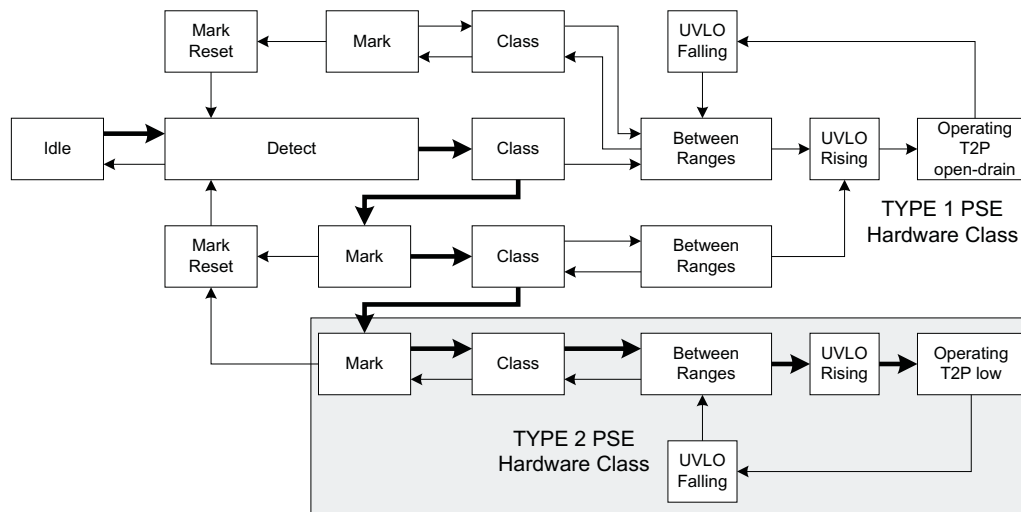 Mark
Reset
Mark
Class
UVLO
Falling
Idle
Detect
Class
Between
Ranges
UVLO
Rising
Operating
T2P
open-drain
TYPE 1 PSE
Hardware Class
Mark
Reset
Mark
Class
Between
Ranges
Mark
Class
Between
Ranges
UVLO
Rising
Operating
T2P low
TYPE 2 PSE
Hardware Class
UVLO
Falling